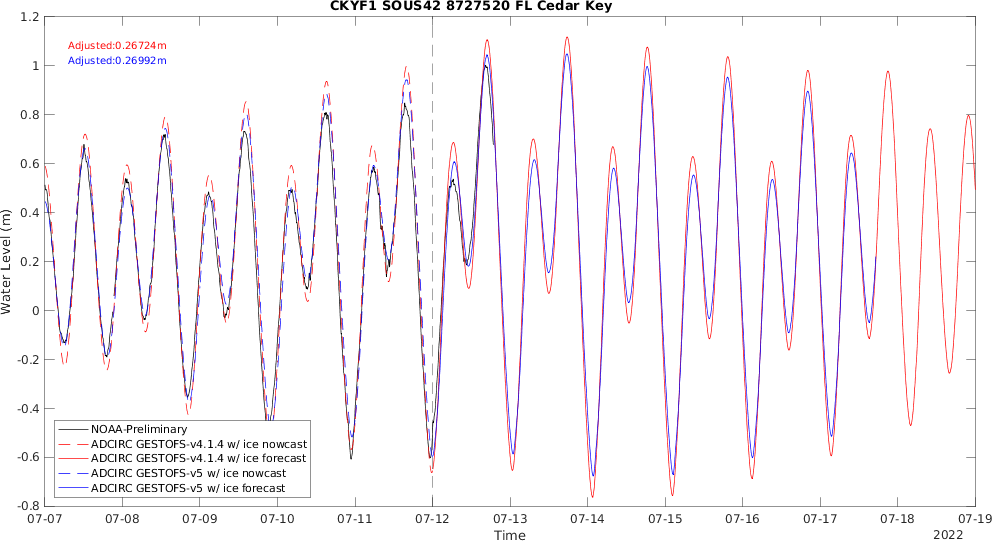 CKYF1 SOUS42 8727520 FL Cedar Key
Adjusted:0.26724m
Adjusted:0.26992m
Water Level (m)
1.2
1
0.8
0.6
0.4
0.2
0
-0.2
-0.4
-0.6
-0.8
NOAA-Preliminary
ADCIRC GESTOFS-v4.1.4 w/ ice nowcast
ADCIRC GESTOFS-v4.1.4 w/ ice forecast
ADCIRC GESTOFS-v5 w/ ice nowcast
ADCIRC GESTOFS-v5 w/ ice forecast
07-07 07-08 07-09 07-10 07-11 07-12 07-13 07-14 07-15 07-16 07-17 07-18 07-19
Time
2022